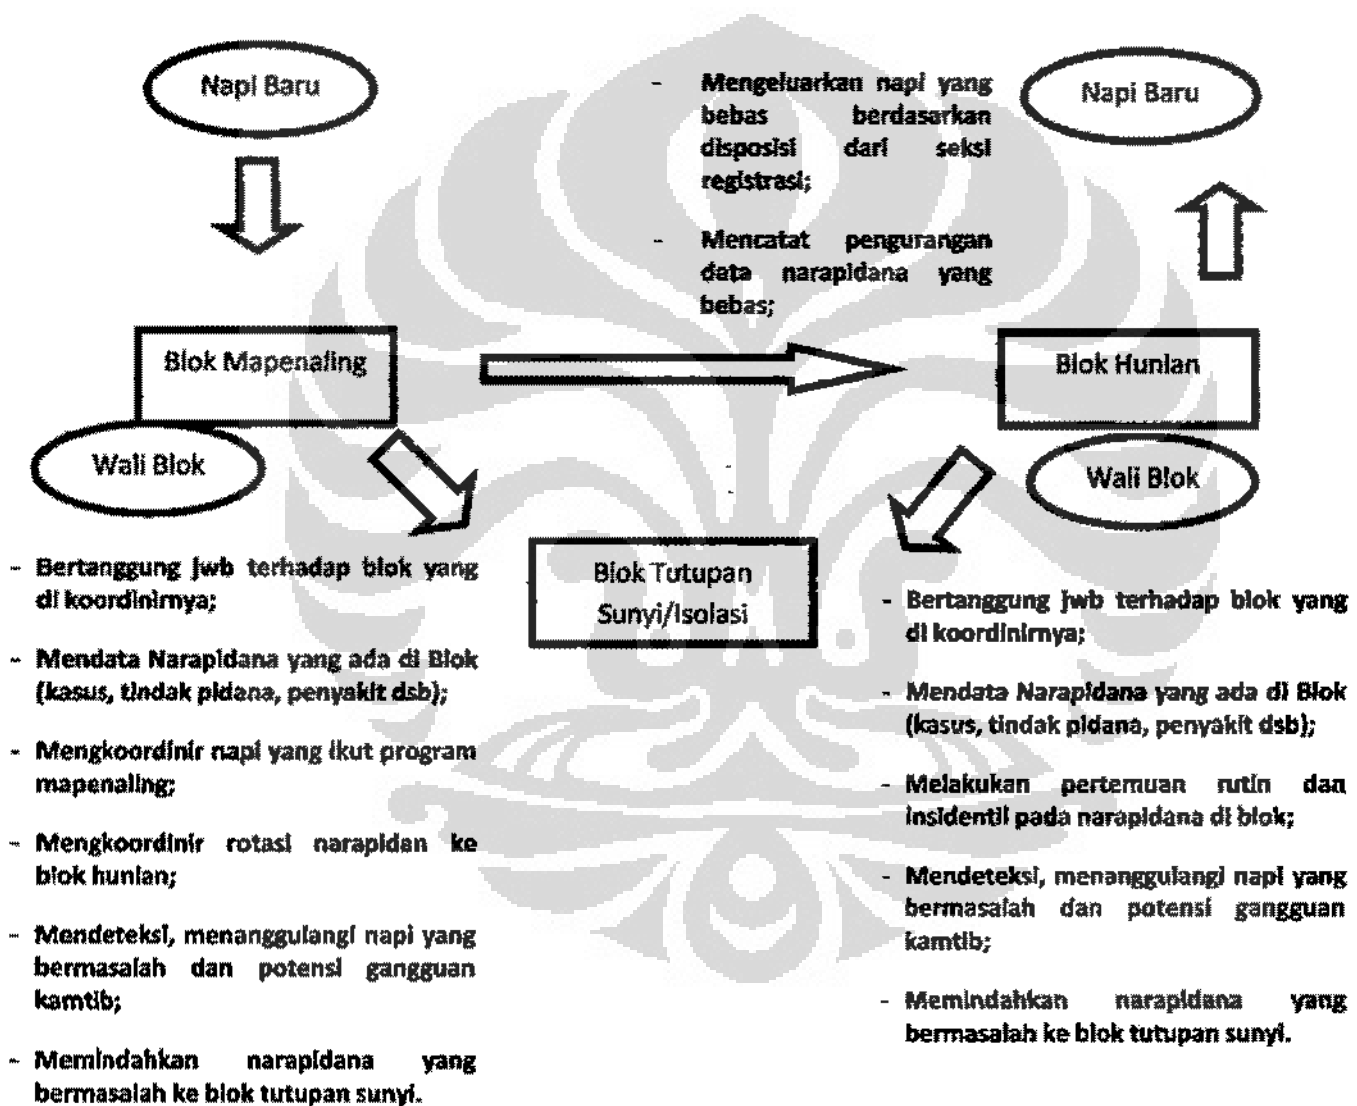 Napi Baru
- Mengeluarkan napi yang
bebas berdasarkan
disposisi dari seksi
registrasi;
- Mencatat pengurangan
data narapidana yang
bebas;
Napi Baru
Blok Mapenaling
Blok Hunian
Wali Blok
Wali Blok
Blok Tutupan
Sunyi/Isolasi
- Bertanggung jwb terhadap blok yang
di koordinirnya;
- Mendata Narapidana yang ada di Blok
(kasus, tindak pidana, penyakit dsb);
- Mengkoordinir napi yang ikut program
mapenaling;
- Mengkoordinir rotasi narapidan ke
blok hunian;
- Mendeteksi, menanggulangi napi yang
bermasalah dan potensi gangguan
kamtib;
- Memindahkan narapidana yang
bermasalah ke blok tutupan sunyi.
- Bertanggung jwb terhadap blok yang
di koordinirnya;
- Mendata Narapidana yang ada di Blok
(kasus, tindak pidana, penyakit dsb);
- Melakukan pertemuan rutin dan
insidentil pada narapidana di blok;
- Mendeteksi, menanggulangi napi yang
bermasalah dan potensi gangguan
kamtib;
- Memindahkan narapidana yang
bermasalah ke blok tutupan sunyi.